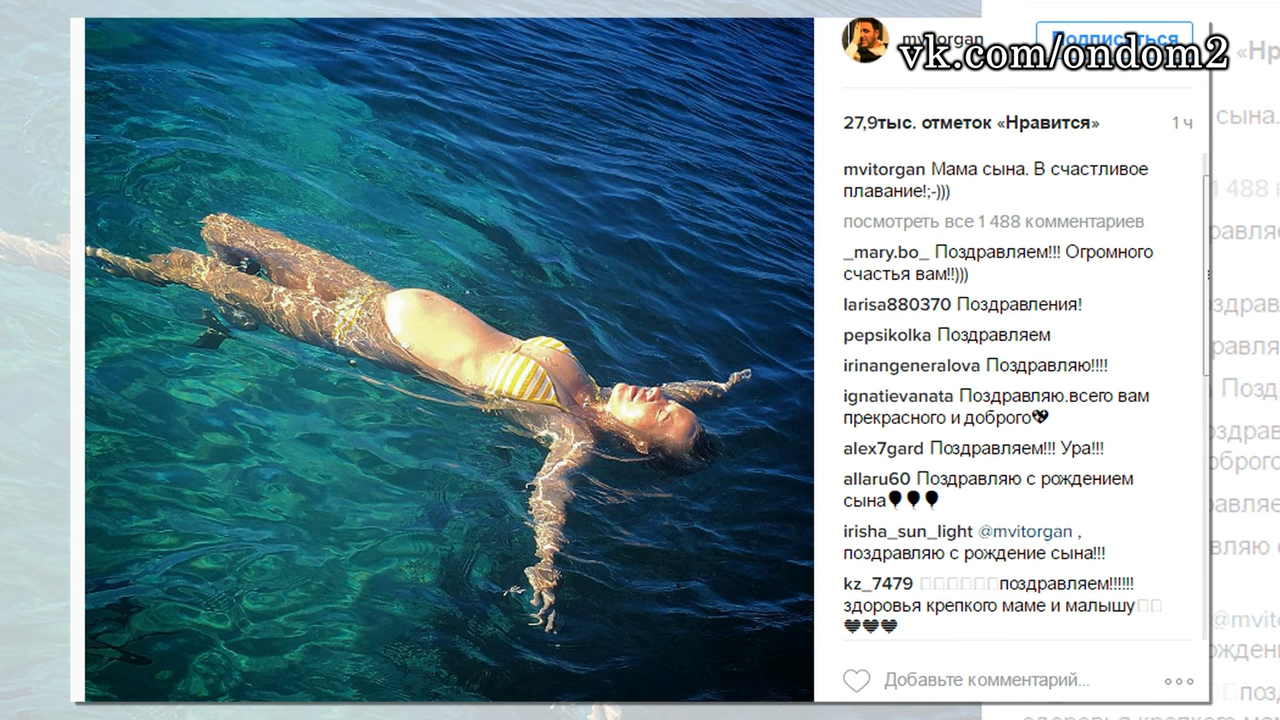 mvitorgan
Подписаться
vk.com/ondom2
27,9тыс. отметок «Нравится»
1 ч
mvitorgan Мама сына. В счастливое
плавание!;-)))
посмотреть все 1 488 комментариев
_mary.bo_ Поздравляем!!! Огромного
счастья вам!!)))
larisa880370 Поздравления!
pepsikolka Поздравляем
irinangeneralova Поздравляю!!!!
ignatievanata Поздравляю.всего вам
прекрасного и доброго💖
alex7gard Поздравляем!!! Ура!!!
allaru60 Поздравляю с рождением
сына🎈🎈🎈
irisha_sun_light @mvitorgan ,
поздравляю с рождение сына!!!
kz_7479 поздравляем!!!!!!
здоровья крепкого маме и малышу
♥♥♥
Добавьте комментарий...